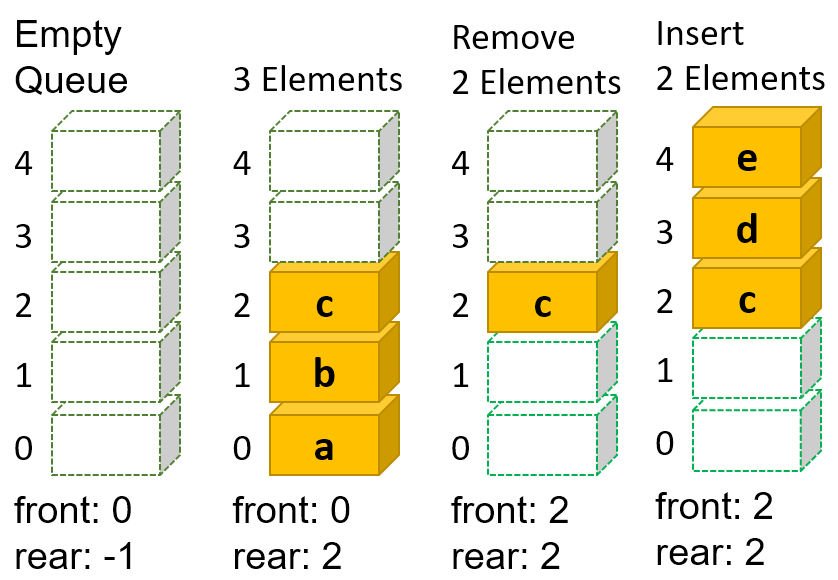 Empty
Queue
4
3
2
1
0
front: 0
rear: -1
3 Elements
4
3
2 c
1 b
0 a
front: 0
rear: 2
Remove
2 Elements
4
3
2 c
1
0
front: 2
rear: 2
Insert
2 Elements
4 e
3 d
2 c
1
0
front: 2
rear: 2